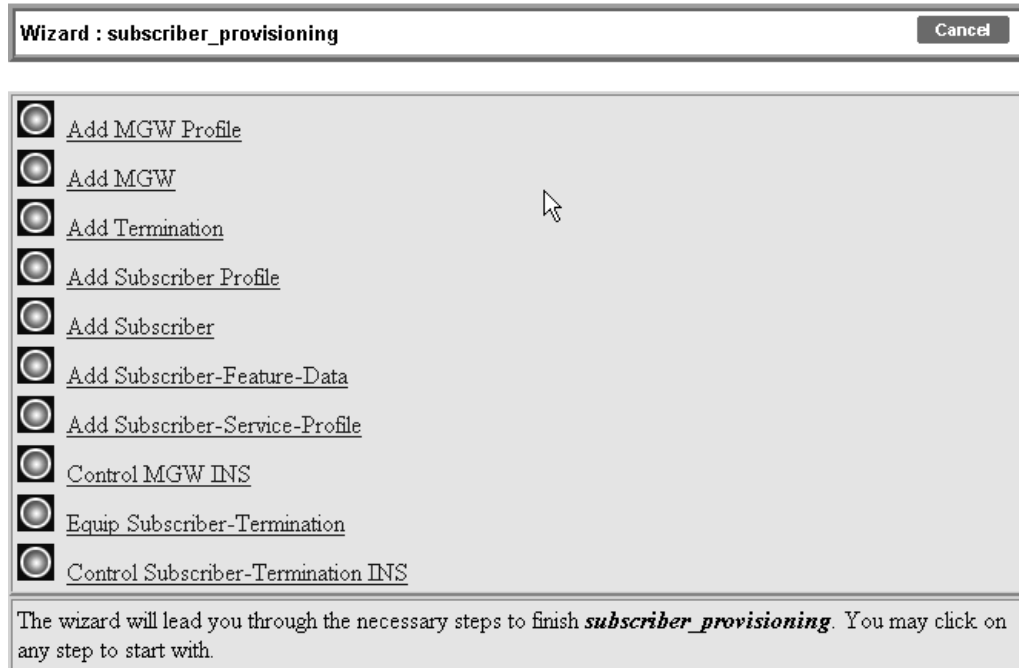 Wizard : subscriber_provisioning
Cancel
Add MGW Profile
Add MGW
Add Termination
Add Subscriber Profile
Add Subscriber
Add Subscriber-Feature-Data
Add Subscriber-Service-Profile
Control MGW INS
Equip Subscriber-Termination
Control Subscriber-Termination INS
The wizard will lead you through the necessary steps to finish subscriber_provisioning. You may click on
any step to start with.